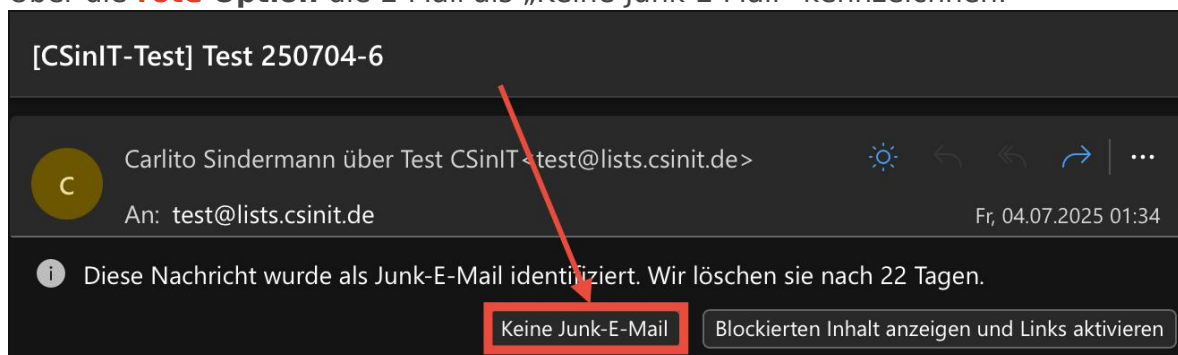 Über die rote Option die E-Mail als „Keine Junk-E-Mail“ kennzeichnen:
[CSinIT-Test] Test 250704-6
C
Carlito Sindermann über Test CSinIT<test@lists.csinit.de>
An: test@lists.csinit.de
Fr, 04.07.2025 01:34
Diese Nachricht wurde als Junk-E-Mail identifiziert. Wir löschen sie nach 22 Tagen.
Keine Junk-E-Mail
Blockierten Inhalt anzeigen und Links aktivieren